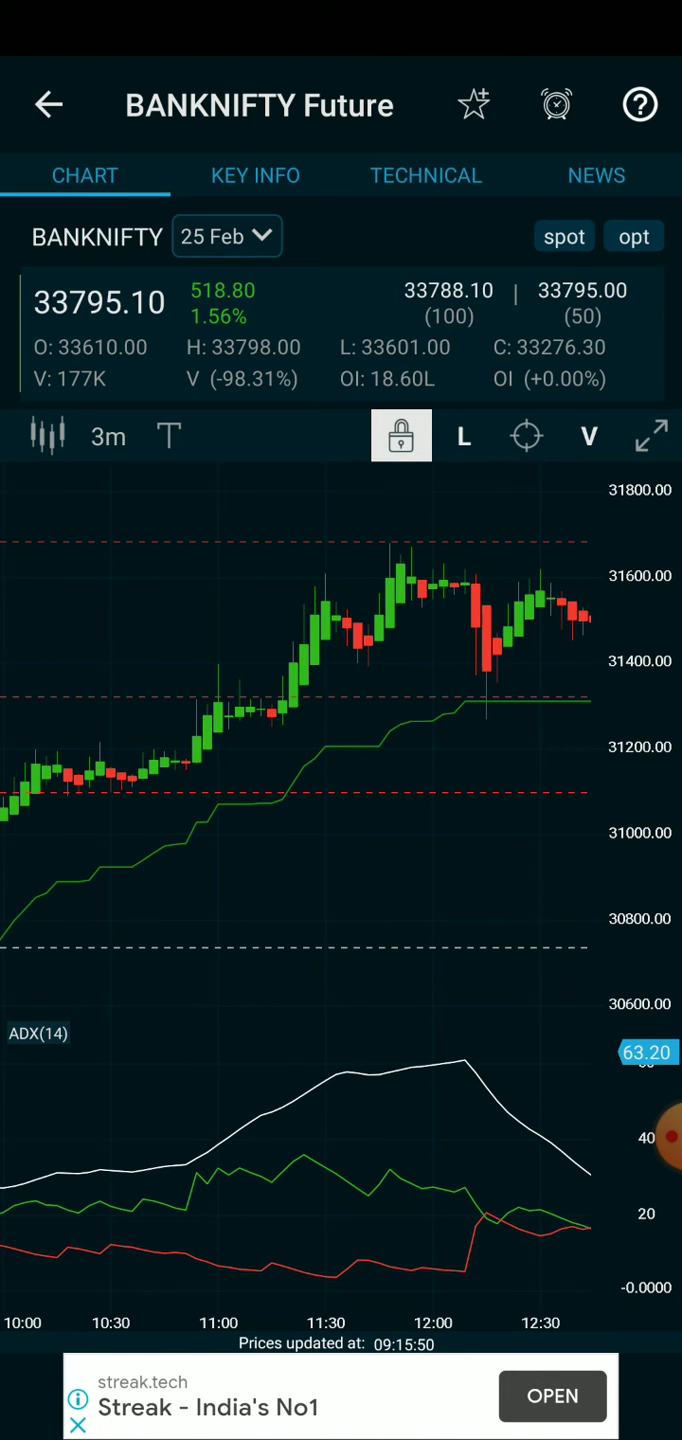 BANKNIFTY Future
CHART KEY INFO TECHNICAL NEWS
BANKNIFTY 25 Feb spot opt
33795.10 518.80 33788.10 | 33795.00
1.56% (100) (50)
O: 33610.00 H: 33798.00 L: 33601.00 C: 33276.30
V: 177K V (-98.31%) OI: 18.60L OI (+0.00%)
3m T L V
31800.00
31600.00
31400.00
31200.00
31000.00
30800.00
30600.00
ADX(14)
63.20
40
20
-0.0000
10:00 10:30 11:00 11:30 12:00 12:30
Prices updated at: 09:15:50
streak.tech
Streak - India's No1
OPEN